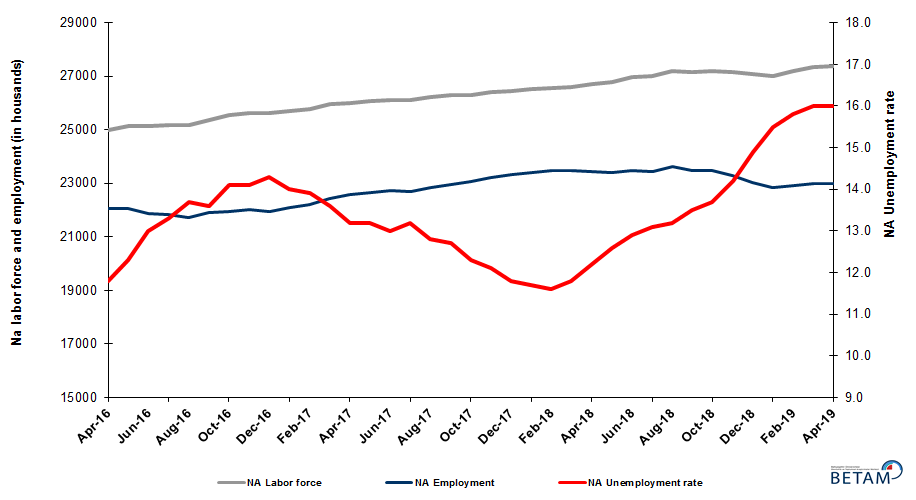 29000
27000
25000
23000
21000
19000
17000
15000
Na labor force and employment (in housands)
18.0
17.0
16.0
15.0
14.0
13.0
12.0
11.0
10.0
9.0
NA Unemployment rate
Apr-16
Jun-16
Aug-16
Oct-16
Dec-16
Feb-17
Apr-17
Jun-17
Aug-17
Oct-17
Dec-17
Feb-18
Apr-18
Jun-18
Aug-18
Oct-18
Dec-18
Feb-19
Apr-19
NA Labor force
NA Employment
NA Unemployment rate
BETAM